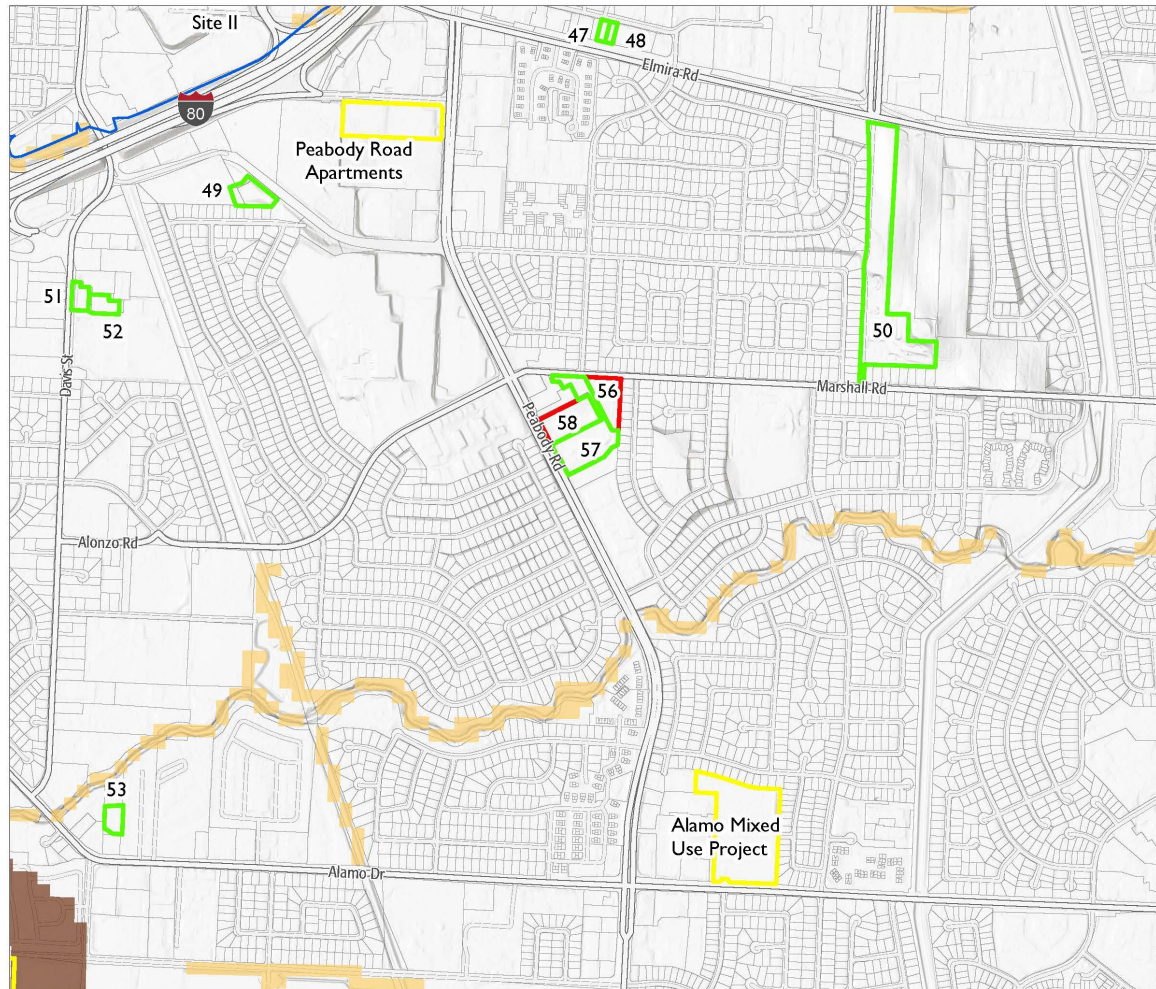 Site II
47
48
Elmira Rd
80
Peabody Road
Apartments
49
51
52
50
Davis St
Marshall Rd
56
58
57
Peabody Rd
Alonzo Rd
53
Alamo Mixed
Use Project
Alamo Dr